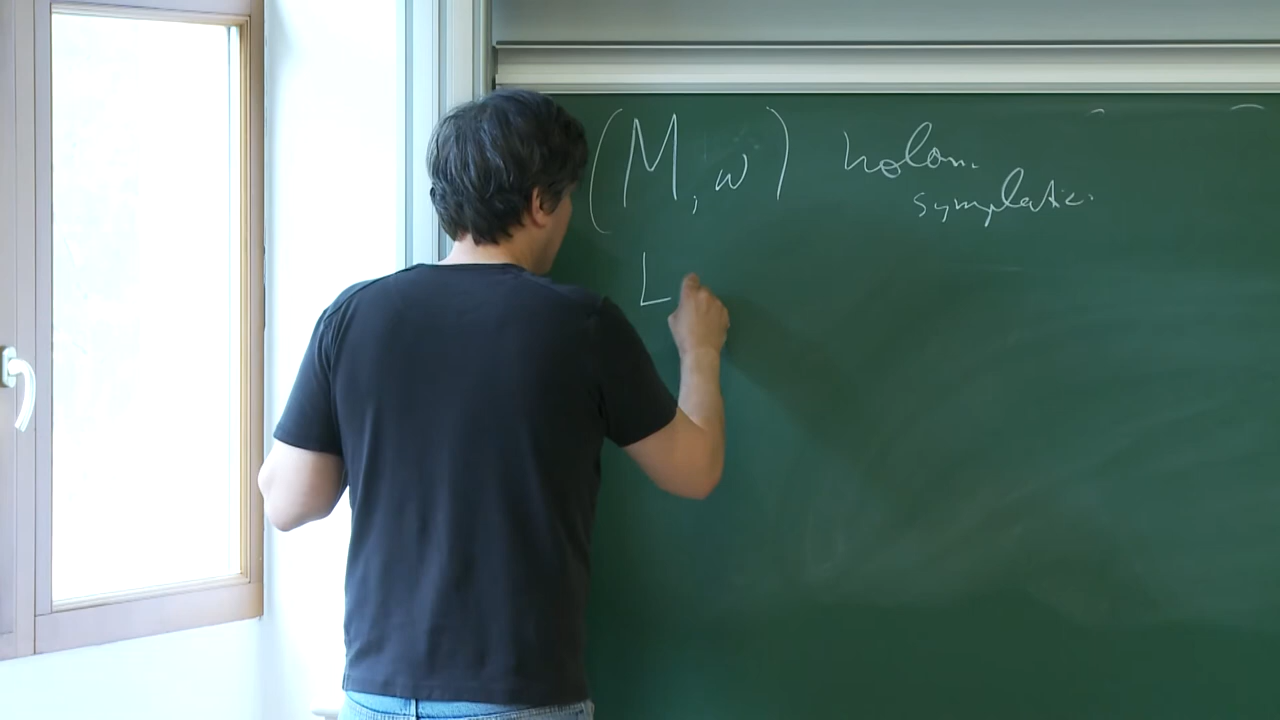 (M, ω) holom.
symplectic.
L